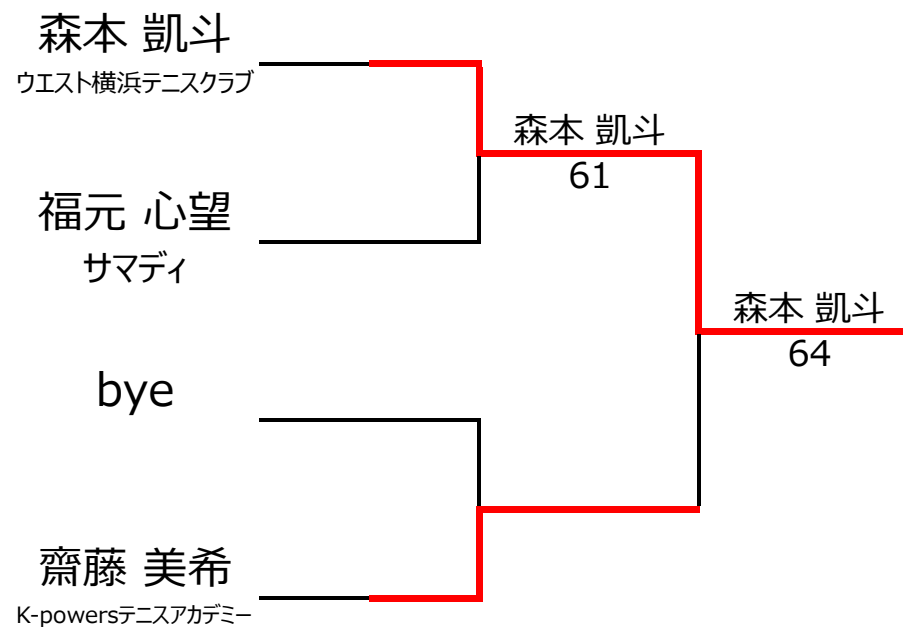 森本 凱斗
ウエスト横浜テニスクラブ
森本 凱斗
61
福元 心望
サマディ
森本 凱斗
64
bye
齋藤 美希
K-powersテニスアカデミー